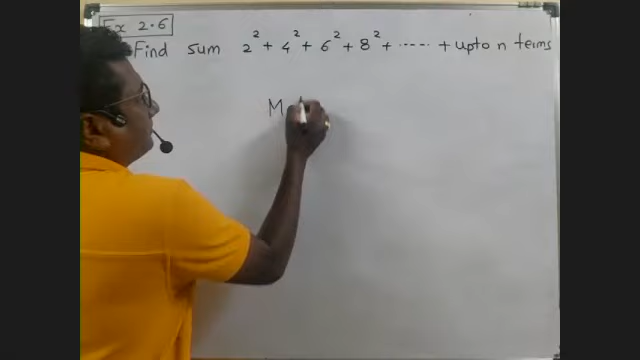 Ex 2.6
Find sum 2² + 4² + 6² + 8² + ---- + upto n terms
M